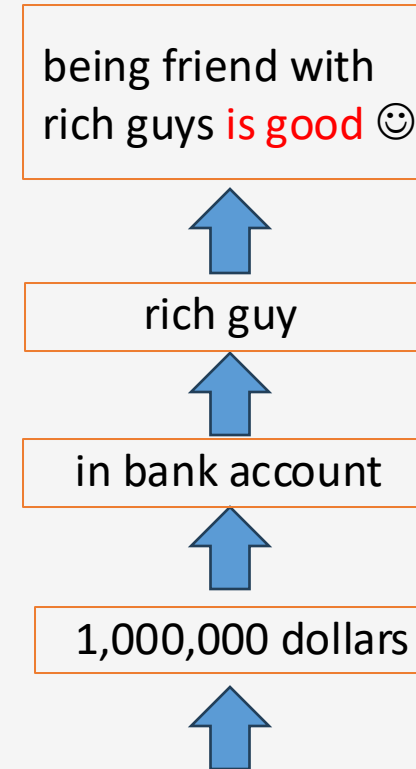 being friend with
rich guys is good ☺
rich guy
in bank account
1,000,000 dollars